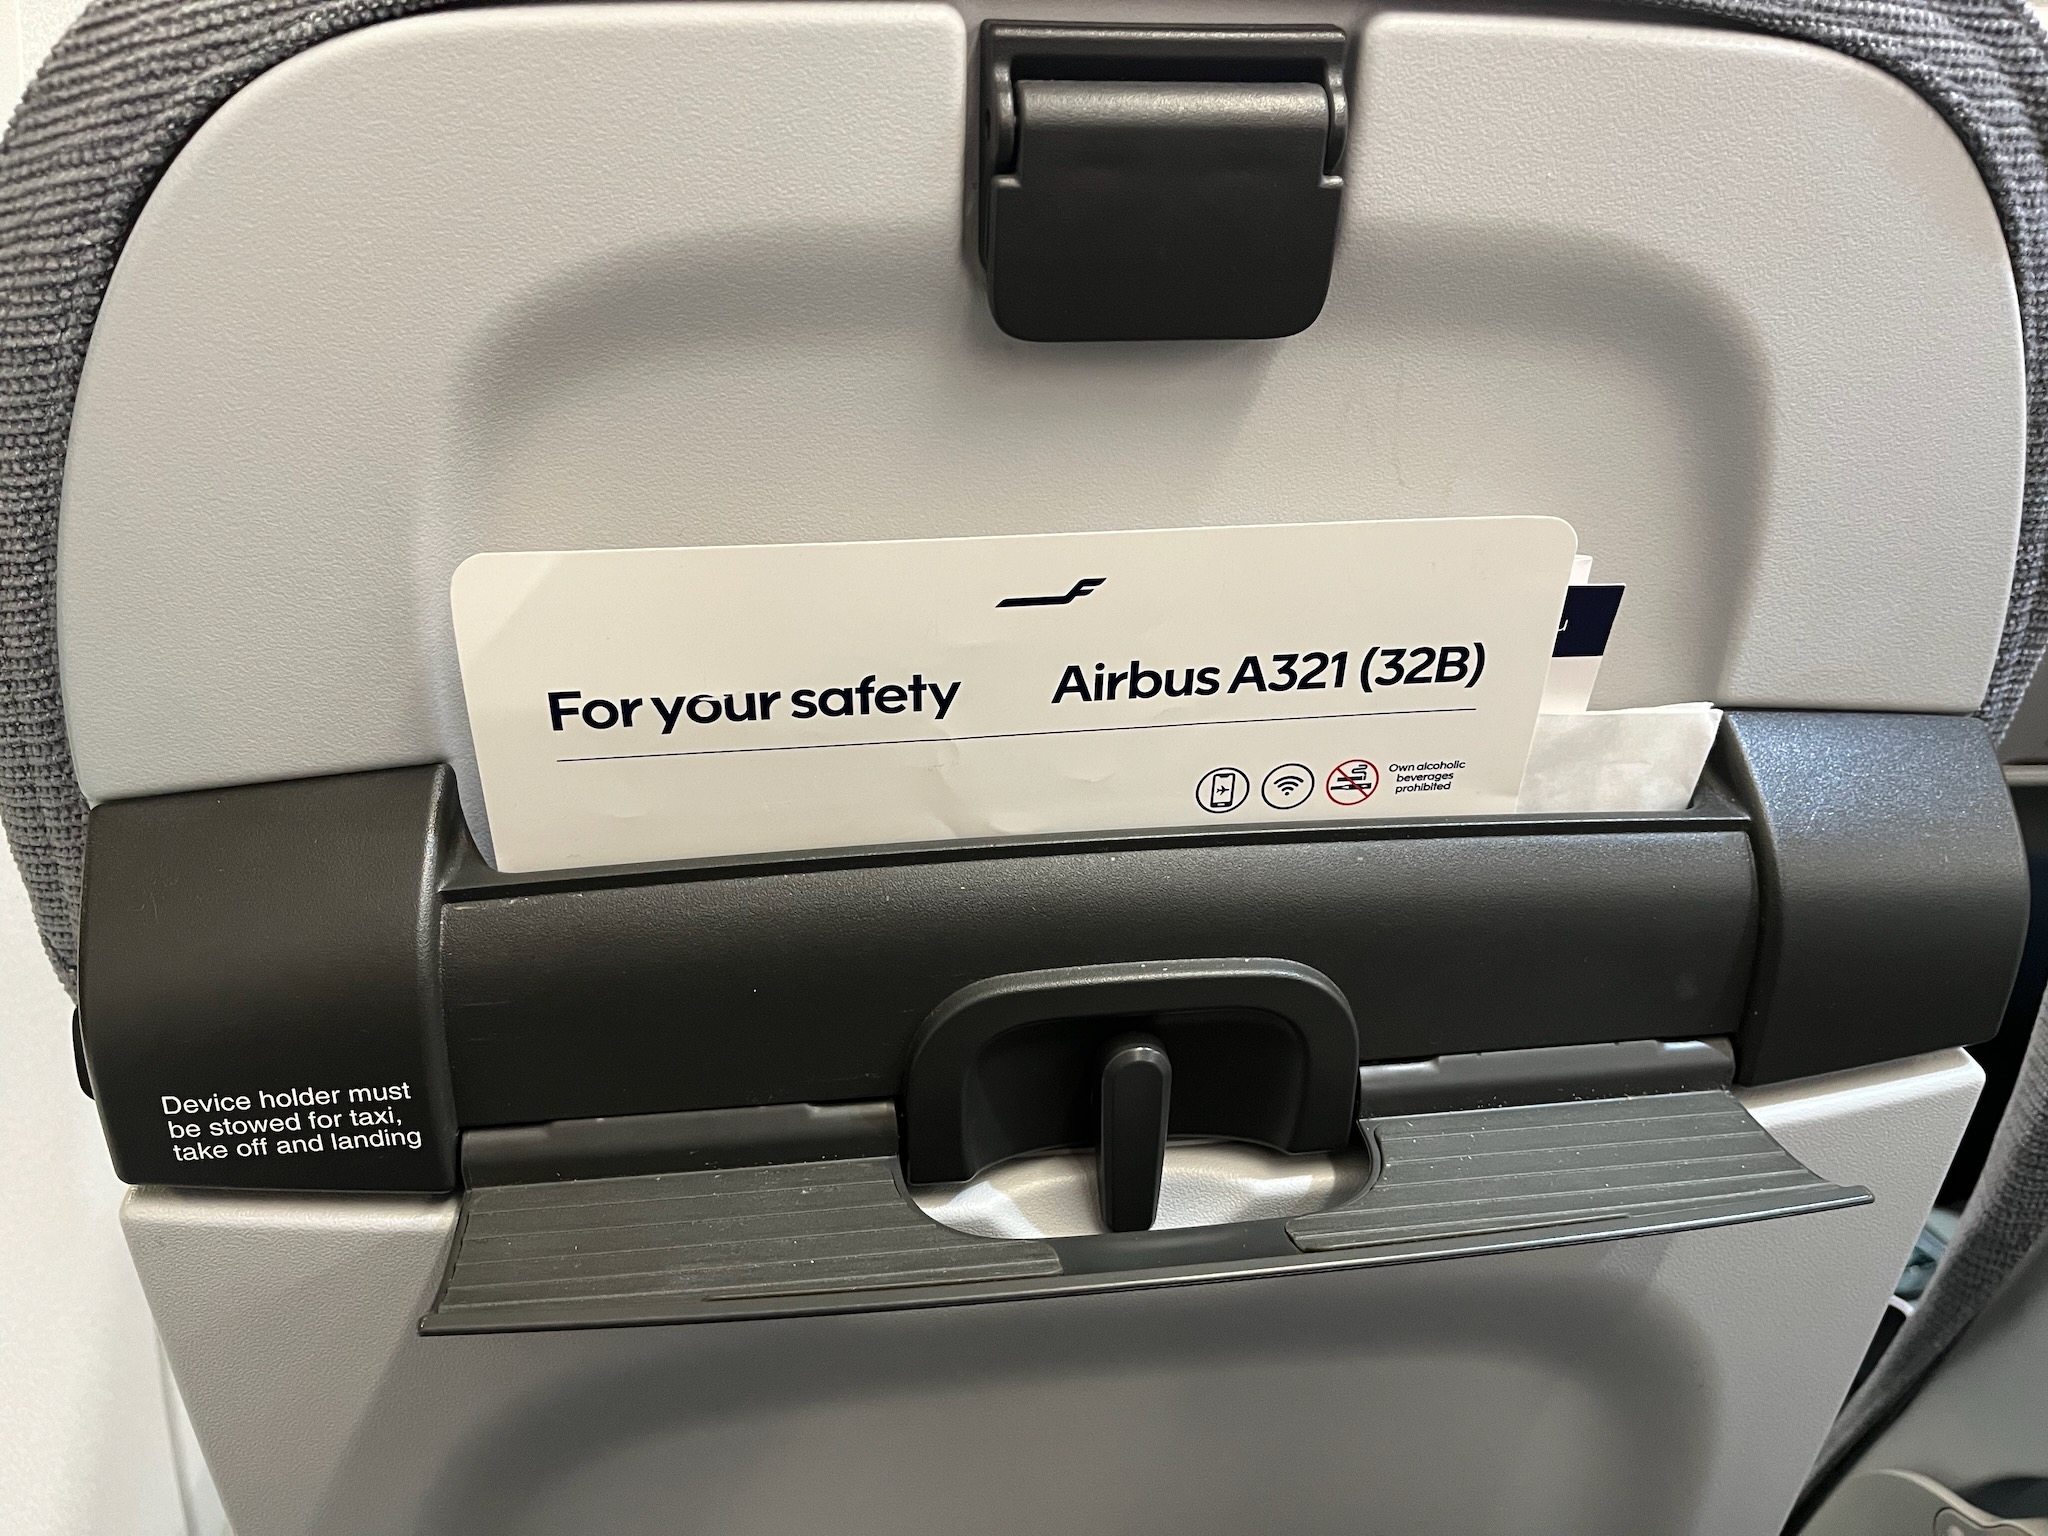 For your safety Airbus A321 (32B)
Own alcoholic
beverages
prohibited
Device holder must
be stowed for taxi,
take off and landing